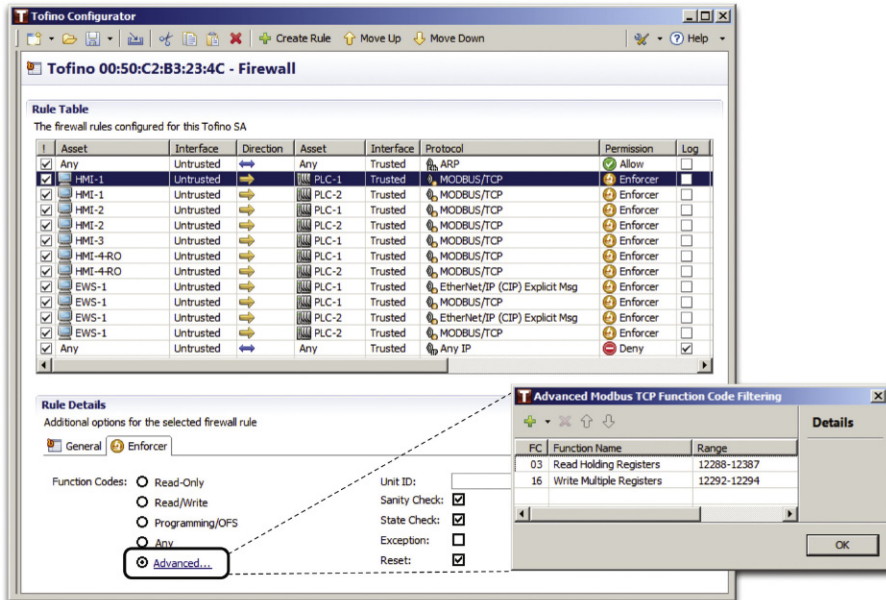 Tofino Configurator
Create Rule Move Up Move Down Help
Tofino 00:50:C2:B3:23:4C - Firewall
Rule Table
The firewall rules configured for this Tofino SA
! Asset Interface Direction Asset Interface Protocol Permission Log
Any Untrusted Any Trusted ARP Allow
HMI-1 Untrusted PLC-1 Trusted MODBUS/TCP Enforcer
HMI-1 Untrusted PLC-2 Trusted MODBUS/TCP Enforcer
HMI-2 Untrusted PLC-1 Trusted MODBUS/TCP Enforcer
HMI-2 Untrusted PLC-2 Trusted MODBUS/TCP Enforcer
HMI-3 Untrusted PLC-1 Trusted MODBUS/TCP Enforcer
HMI-4-RO Untrusted PLC-1 Trusted MODBUS/TCP Enforcer
HMI-4-RO Untrusted PLC-2 Trusted MODBUS/TCP Enforcer
EWS-1 Untrusted PLC-1 Trusted EtherNet/IP (CIP) Explicit Msg Enforcer
EWS-1 Untrusted PLC-1 Trusted MODBUS/TCP Enforcer
EWS-1 Untrusted PLC-2 Trusted EtherNet/IP (CIP) Explicit Msg Enforcer
EWS-1 Untrusted PLC-2 Trusted MODBUS/TCP Enforcer
Any Untrusted Any Trusted Any IP Deny
Rule Details
Additional options for the selected firewall rule
General Enforcer
Function Codes: Read-Only Unit ID:
Read/Write Sanity Check:
Programming/OFS State Check:
Any Exception:
Advanced... Reset:
Advanced Modbus TCP Function Code Filtering
Details
FC Function Name Range
03 Read Holding Registers 12288-12387
16 Write Multiple Registers 12292-12294
OK